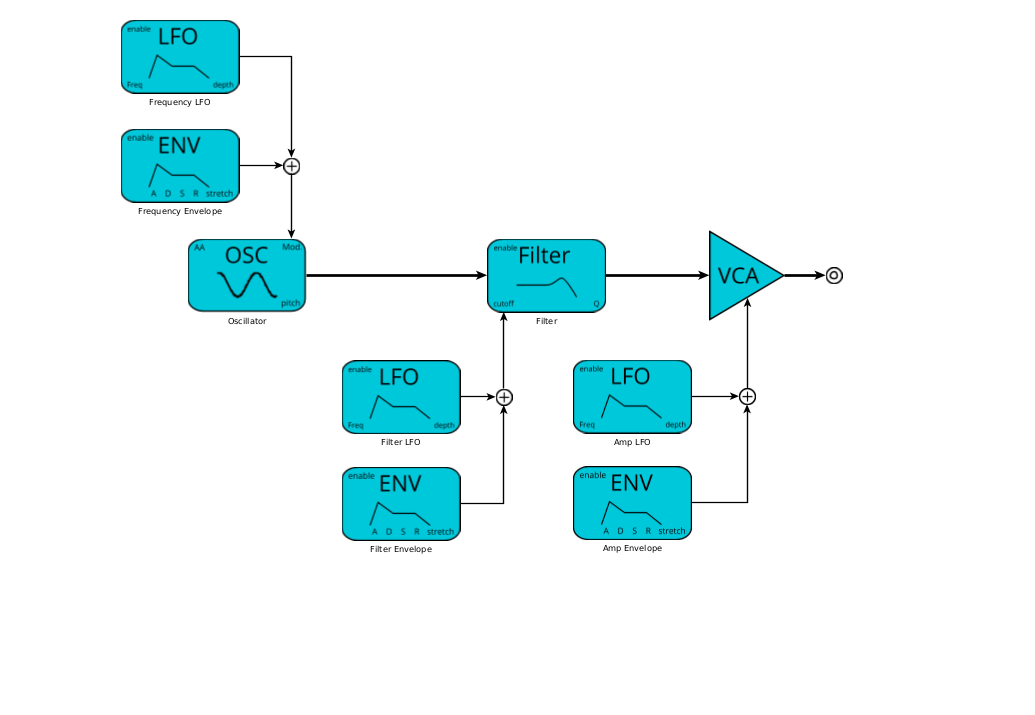 enable
LFO
Freq depth
Frequency LFO
enable
ENV
A D S R stretch
Frequency Envelope
AA Mod.
OSC
pitch
Oscillator
enable
Filter
cutoff Q
Filter
VCA
enable
LFO
Freq depth
Filter LFO
enable
LFO
Freq depth
Amp LFO
enable
ENV
A D S R stretch
Filter Envelope
enable
ENV
A D S R stretch
Amp Envelope